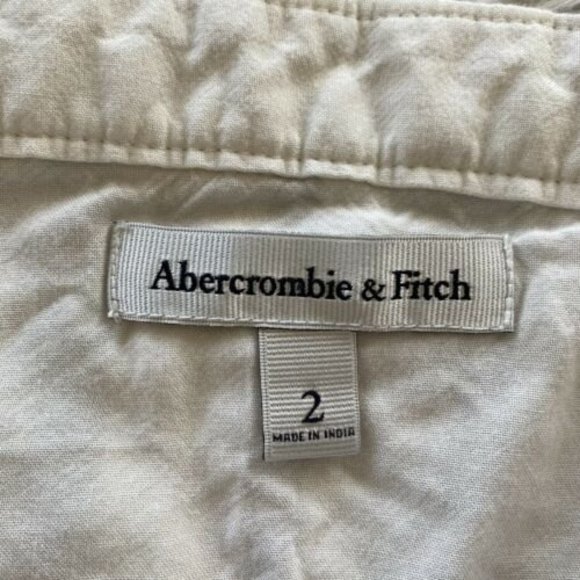 Abercrombie & Fitch
2
MADE IN INDIA